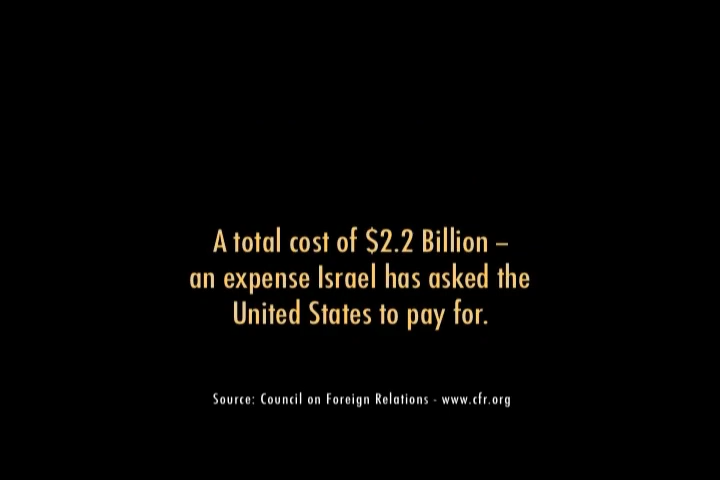 A total cost of $2.2 Billion –
an expense Israel has asked the
United States to pay for.
Source: Council on Foreign Relations - www.cfr.org